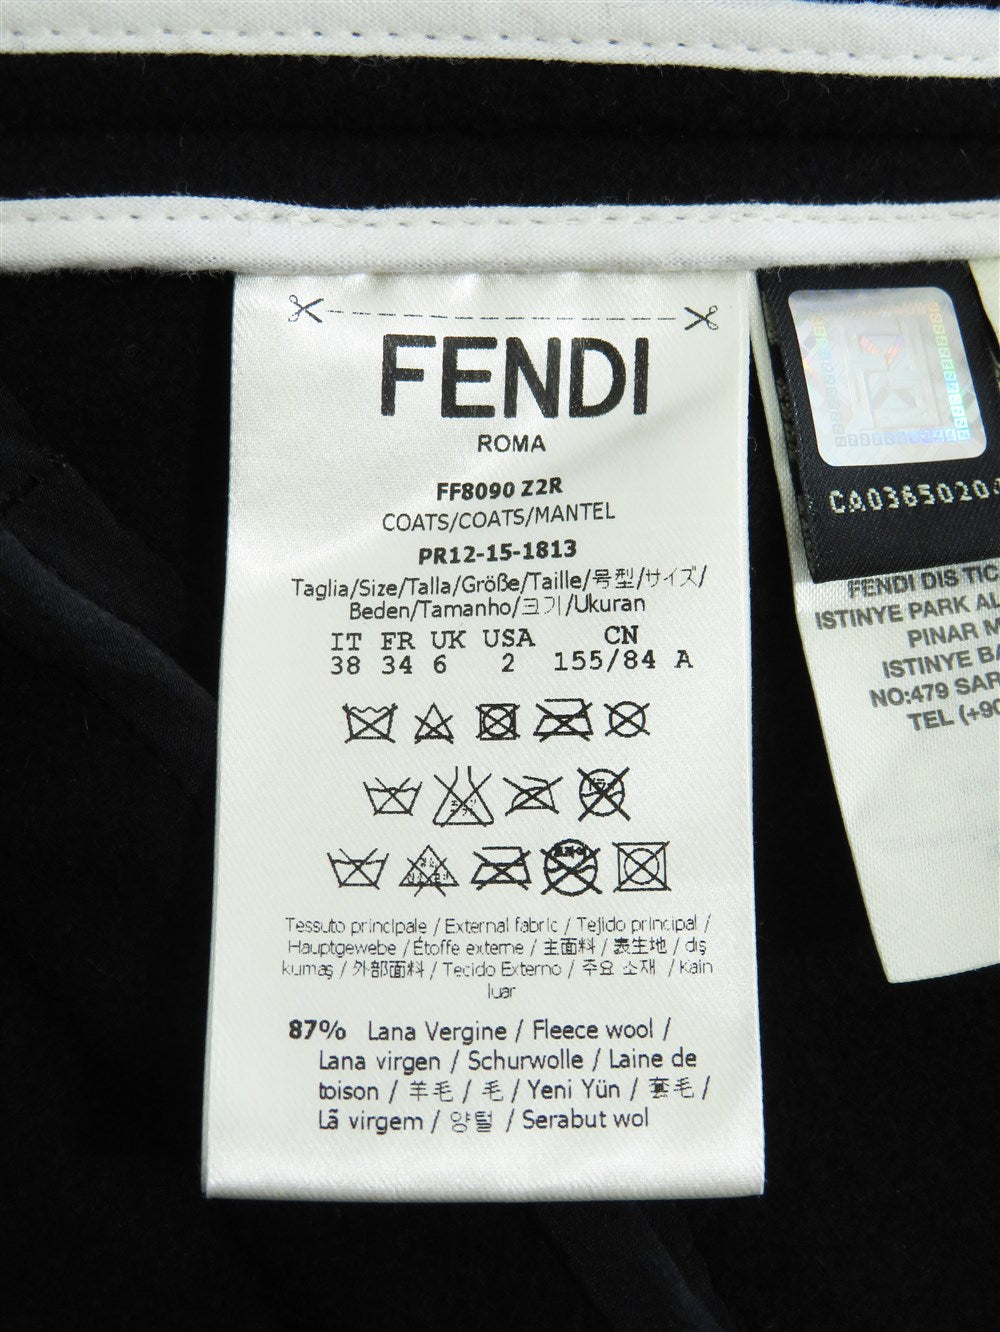 FENDI
ROMA
FF8090 Z2R
COATS/COATS/MANTEL
PR12-15-1813
Taglia/Size/Talla/Größe/Taille/号型/サイズ/
Beden/Tamanho/크기/Ukuran
IT FR UK USA CN
38 34 6 2 155/84 A
Tessuto principale / External fabric / Tejido principal /
Hauptgewebe / Étoffe externe / 主面料 / 表生地 / dış
kumaş / 外部面料 / Tecido Externo / 주요 소재 / Kain
luar
87% Lana Vergine / Fleece wool /
Lana virgen / Schurwolle / Laine de
toison / 羊毛 / 毛 / Yeni Yün / 套毛 /
Lã virgem / 양털 / Serabut wol
CA0365020
FENDI DIS TIC
ISTINYE PARK AL
PINAR M
ISTINYE BA
NO:479 SAR
TEL (+90